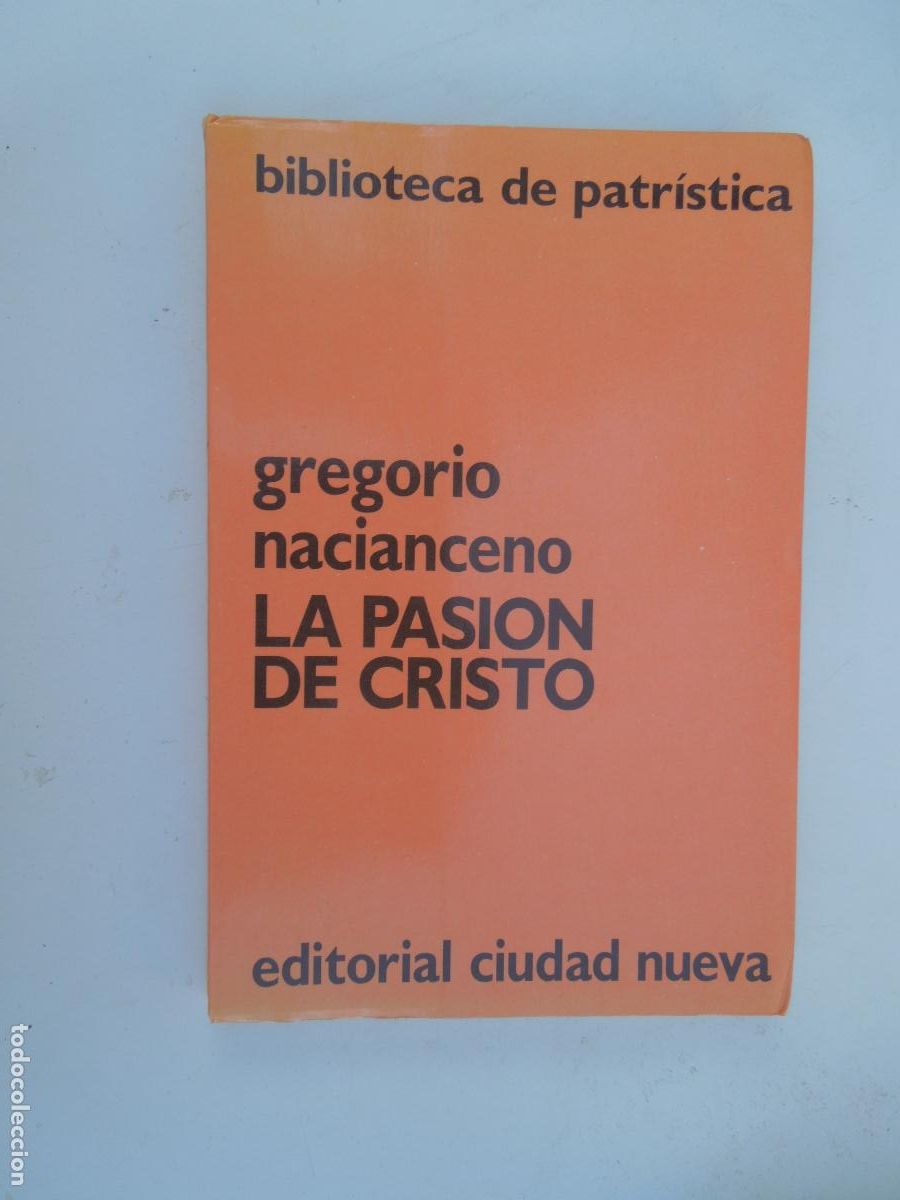 biblioteca de patrística
gregorio
nacianceno
LA PASION
DE CRISTO
editorial ciudad nueva
todocoleccion